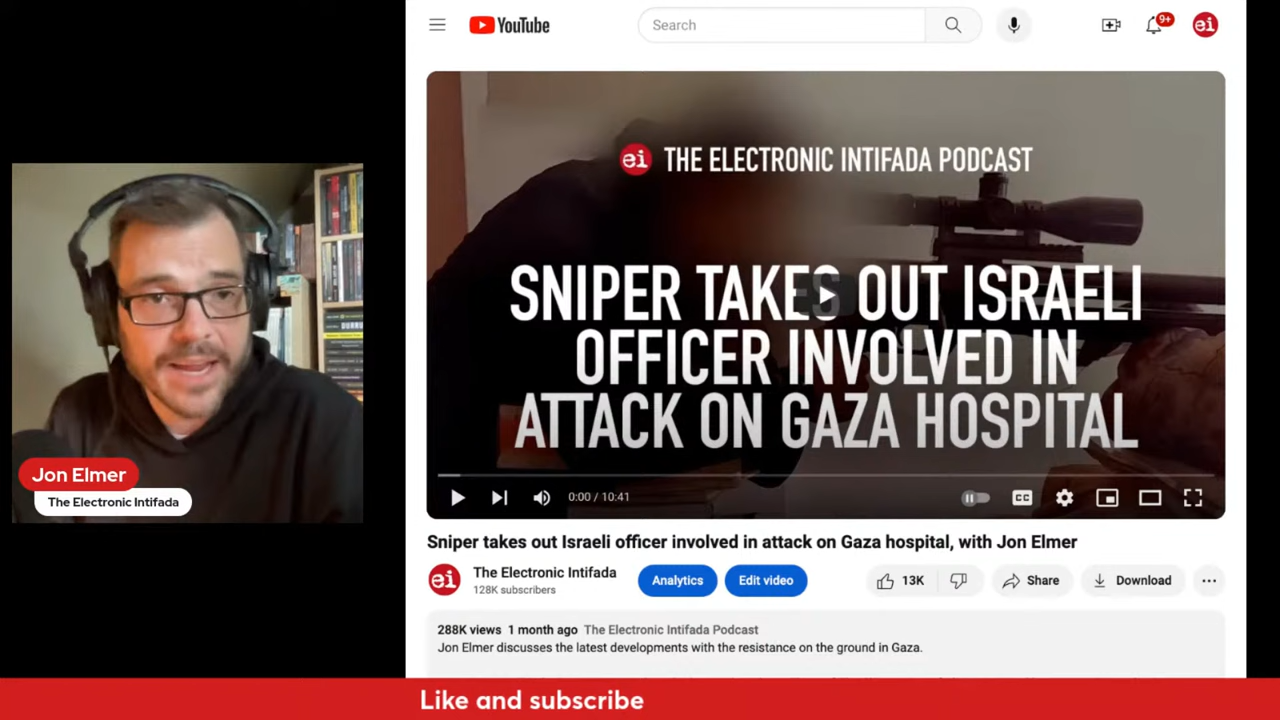 YouTube
Search
9+
ei
ei THE ELECTRONIC INTIFADA PODCAST
SNIPER TAKES OUT ISRAELI
OFFICER INVOLVED IN
ATTACK ON GAZA HOSPITAL
0:00 / 10:41
CC
Jon Elmer
The Electronic Intifada
Sniper takes out Israeli officer involved in attack on Gaza hospital, with Jon Elmer
ei
The Electronic Intifada
128K subscribers
Analytics
Edit video
13K
Share
Download
288K views 1 month ago The Electronic Intifada Podcast
Jon Elmer discusses the latest developments with the resistance on the ground in Gaza.
Like and subscribe